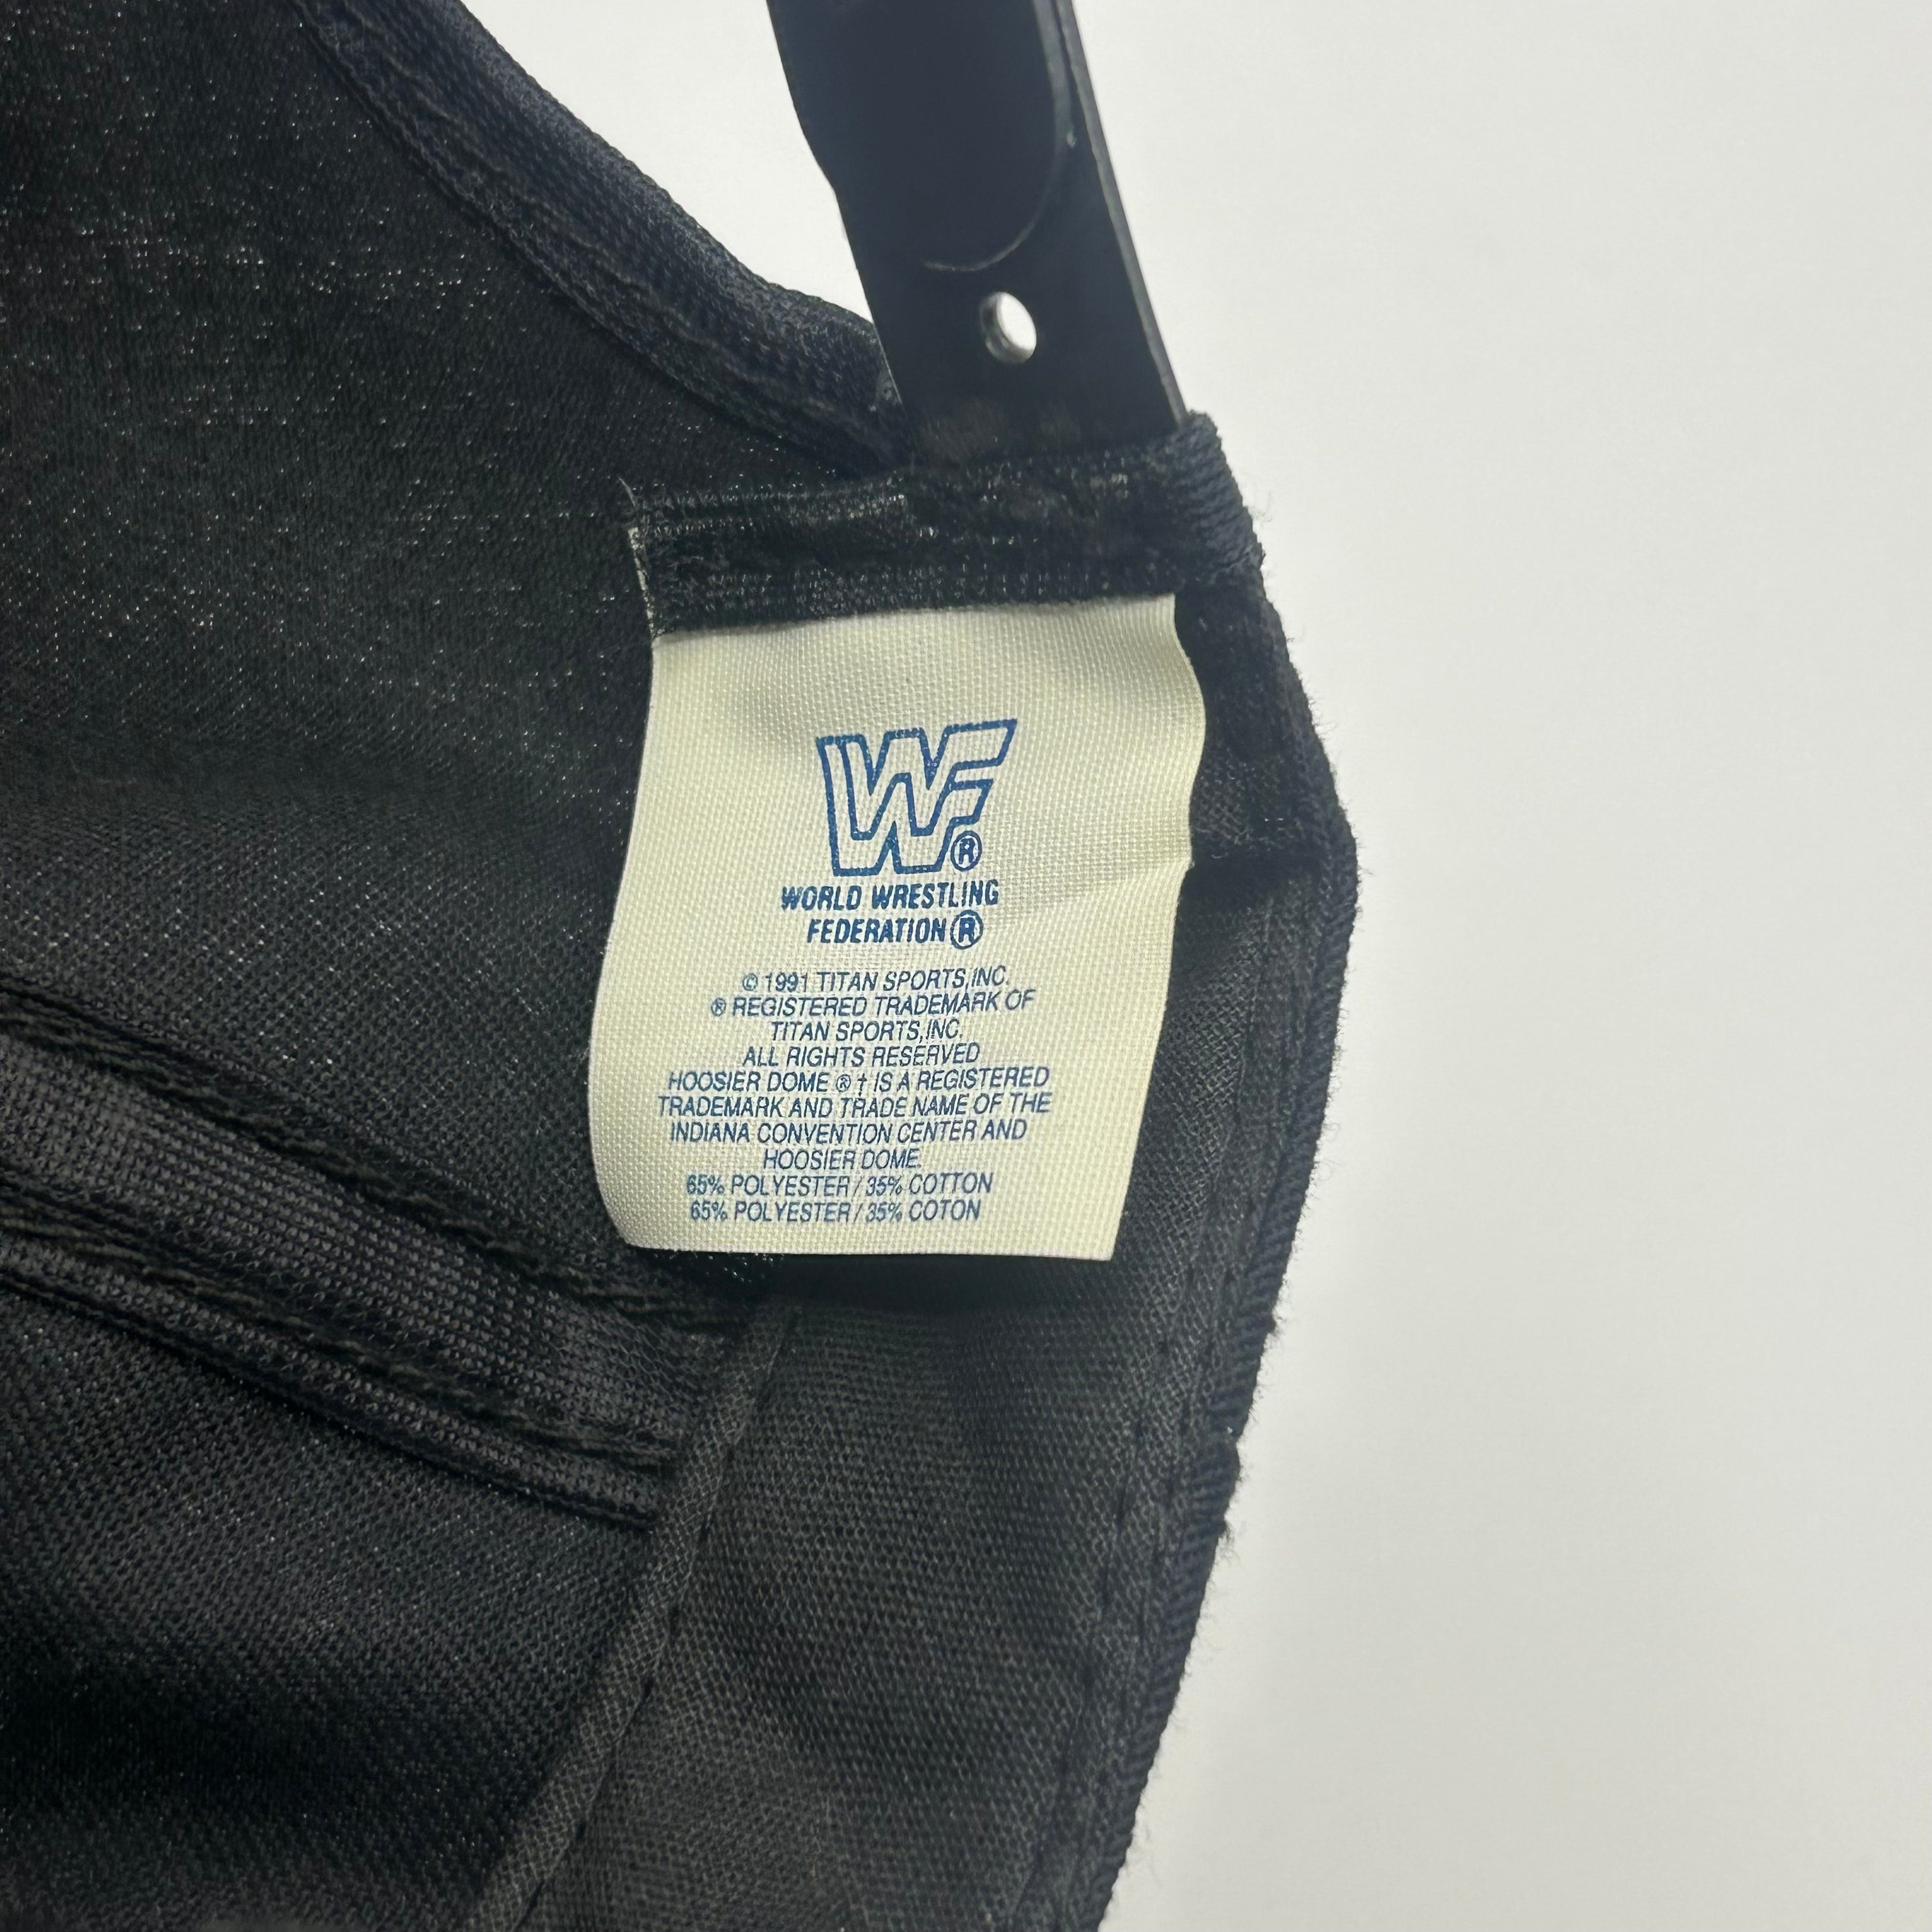 WF®
WORLD WRESTLING
FEDERATION®
© 1991 TITAN SPORTS, INC.
® REGISTERED TRADEMARK OF
TITAN SPORTS, INC.
ALL RIGHTS RESERVED
HOOSIER DOME ® † IS A REGISTERED
TRADEMARK AND TRADE NAME OF THE
INDIANA CONVENTION CENTER AND
HOOSIER DOME.
65% POLYESTER / 35% COTTON
65% POLYESTER / 35% COTON